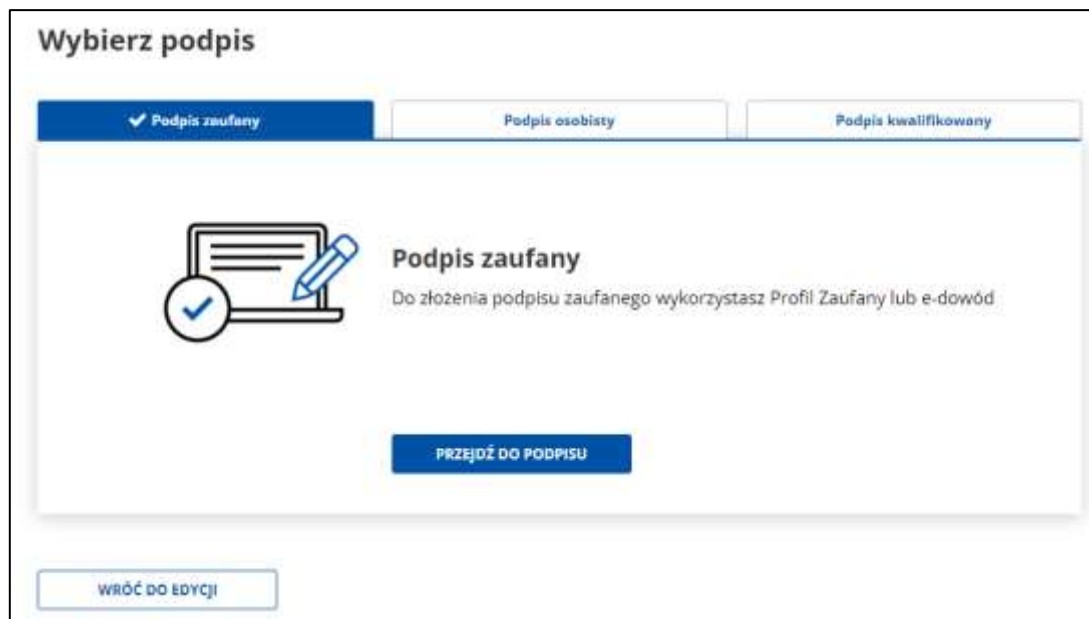 Wybierz podpis
Podpis zaufany
Podpis osobisty
Podpis kwalifikowany
Podpis zaufany
Do złożenia podpisu zaufanego wykorzystasz Profil Zaufany lub e-dowód
PRZEJDŹ DO PODPISU
WRÓĆ DO EDYCJI